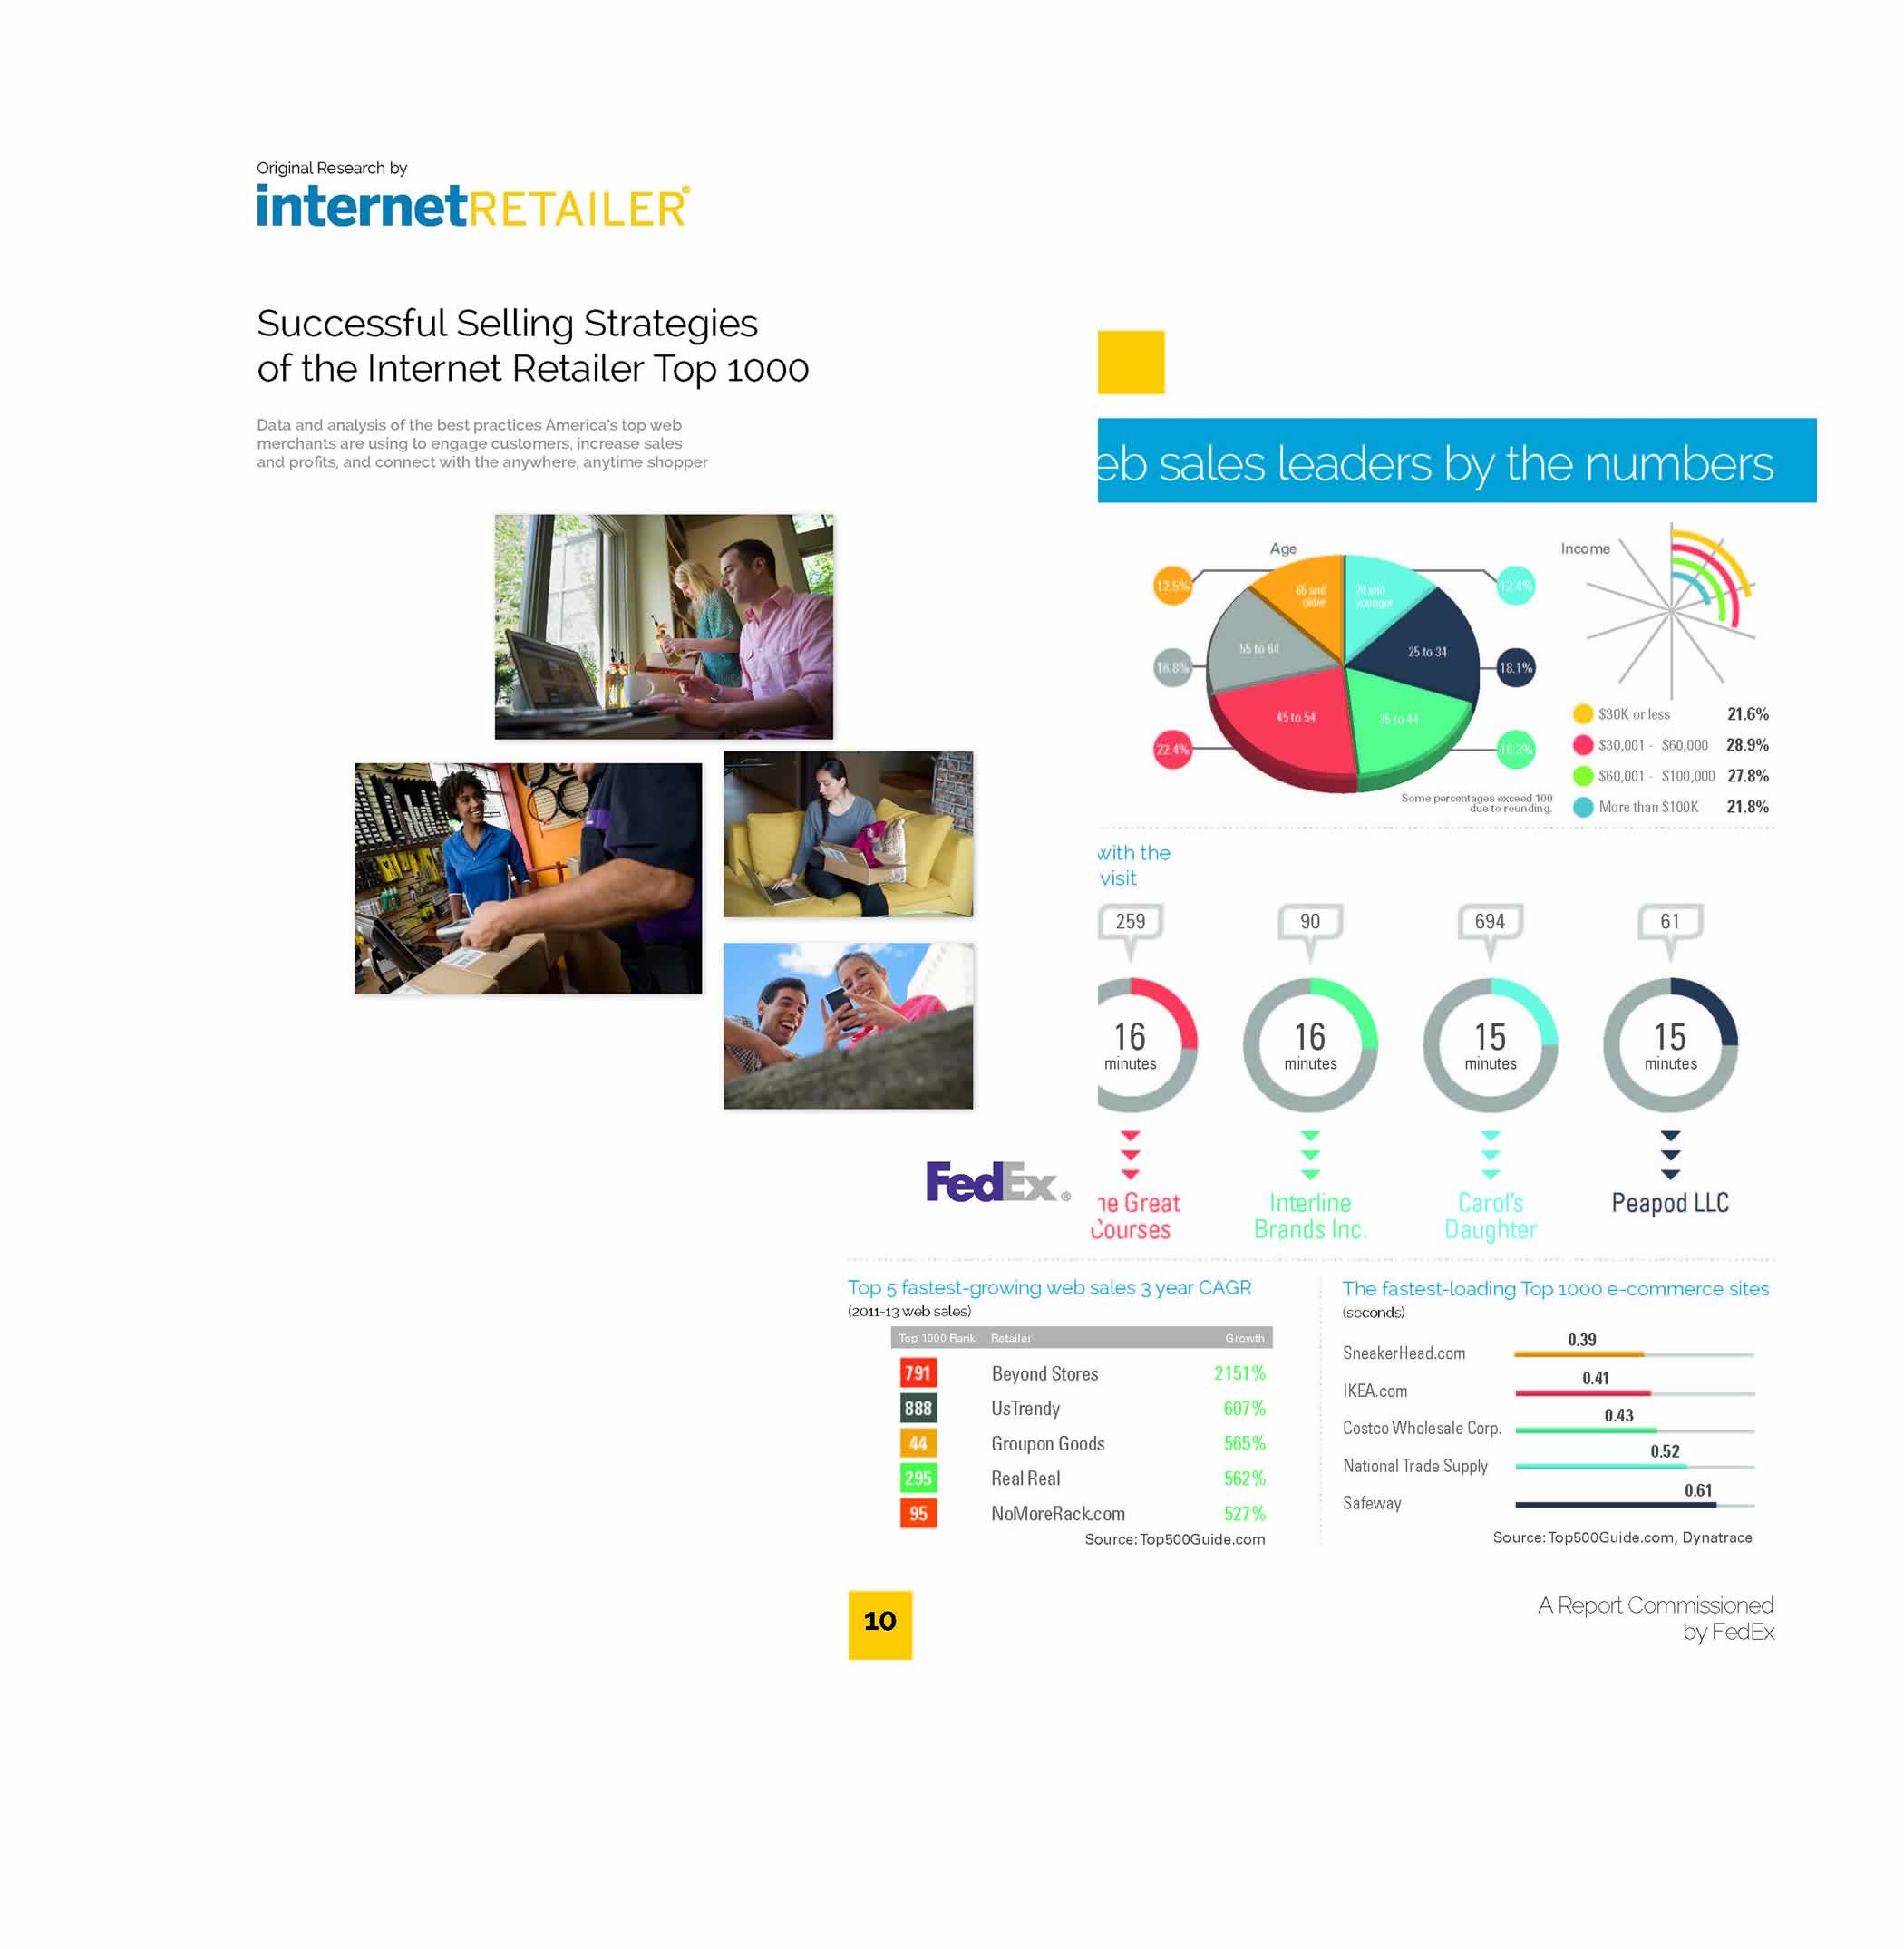 Original Research by
internetRETAILER®
Successful Selling Strategies
of the Internet Retailer Top 1000
Data and analysis of the best practices America's top web
merchants are using to engage customers, increase sales
and profits, and connect with the anywhere, anytime shopper
FedEx®
eb sales leaders by the numbers
Age
12.5%
65 and
older
24 and
younger
12.4%
16.8%
55 to 64
25 to 34
18.1%
22.4%
45 to 54
35 to 44
18.3%
Some percentages exceed 100
due to rounding.
Income
$30K or less 21.6%
$30,001 - $60,000 28.9%
$60,001 - $100,000 27.8%
More than $100K 21.8%
with the
visit
259 90 694 61
16 16 15 15
minutes minutes minutes minutes
he Great
Courses
Interline
Brands Inc.
Carol's
Daughter
Peapod LLC
Top 5 fastest-growing web sales 3 year CAGR
(2011-13 web sales)
Top 1000 Rank Retailer Growth
791 Beyond Stores 2151%
888 UsTrendy 607%
44 Groupon Goods 565%
295 Real Real 562%
95 NoMoreRack.com 527%
Source: Top500Guide.com
The fastest-loading Top 1000 e-commerce sites
(seconds)
SneakerHead.com 0.39
IKEA.com 0.41
Costco Wholesale Corp. 0.43
National Trade Supply 0.52
Safeway 0.61
Source: Top500Guide.com, Dynatrace
10
A Report Commissioned
by FedEx